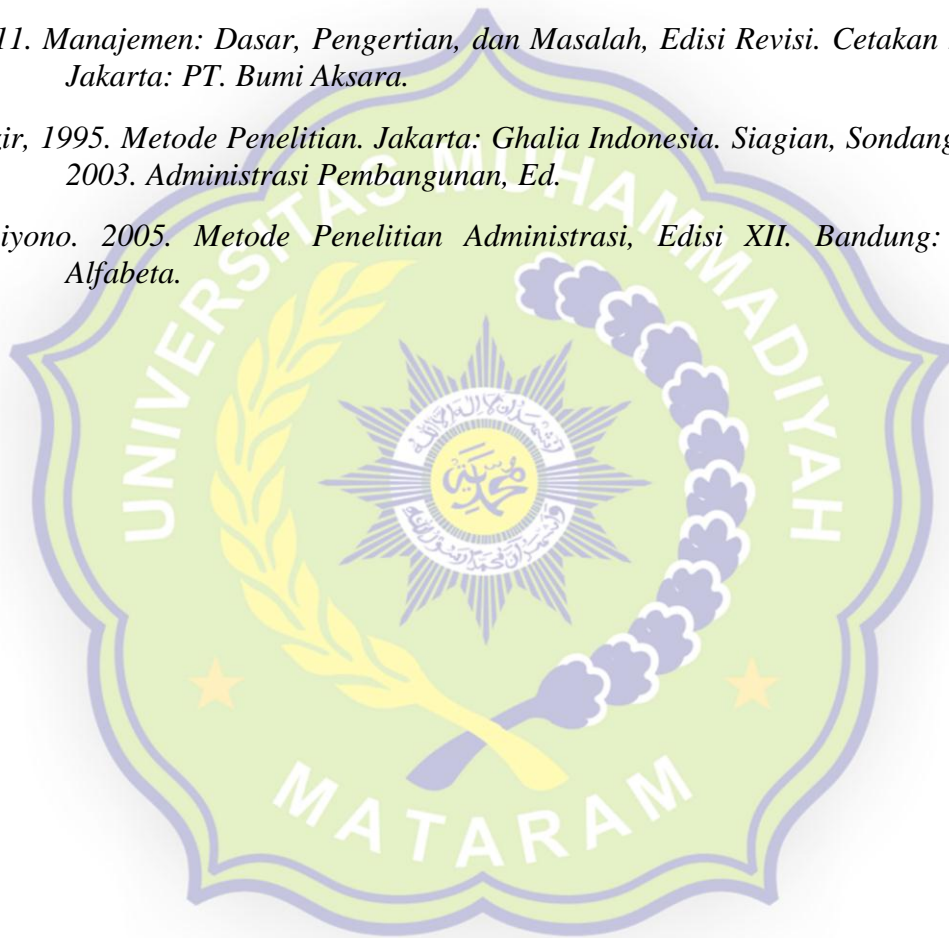 11. Manajemen: Dasar, Pengertian, dan Masalah, Edisi Revisi. Cetakan
Jakarta: PT. Bumi Aksara.
ir, 1995. Metode Penelitian. Jakarta: Ghalia Indonesia. Siagian, Sondang
2003. Administrasi Pembangunan, Ed.
iyono. 2005. Metode Penelitian Administrasi, Edisi XII. Bandung:
Alfabeta.
UNIVERSITAS MUHAMMADIYAH
MATARAM